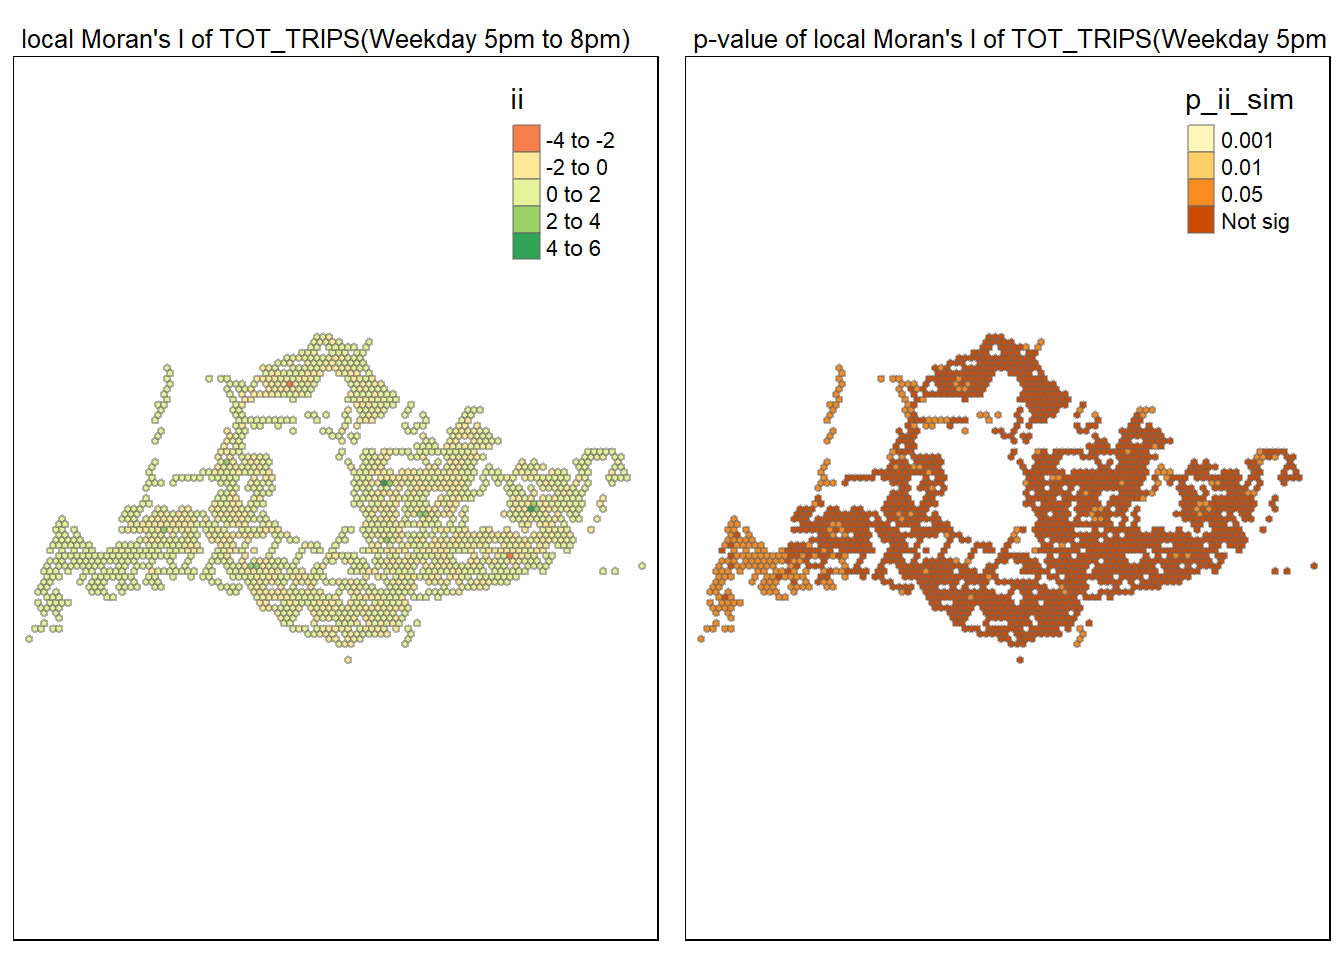 local Moran's I of TOT_TRIPS(Weekday 5pm to 8pm)
ii
-4 to -2
-2 to 0
0 to 2
2 to 4
4 to 6
p-value of local Moran's I of TOT_TRIPS(Weekday 5pm
p_ii_sim
0.001
0.01
0.05
Not sig